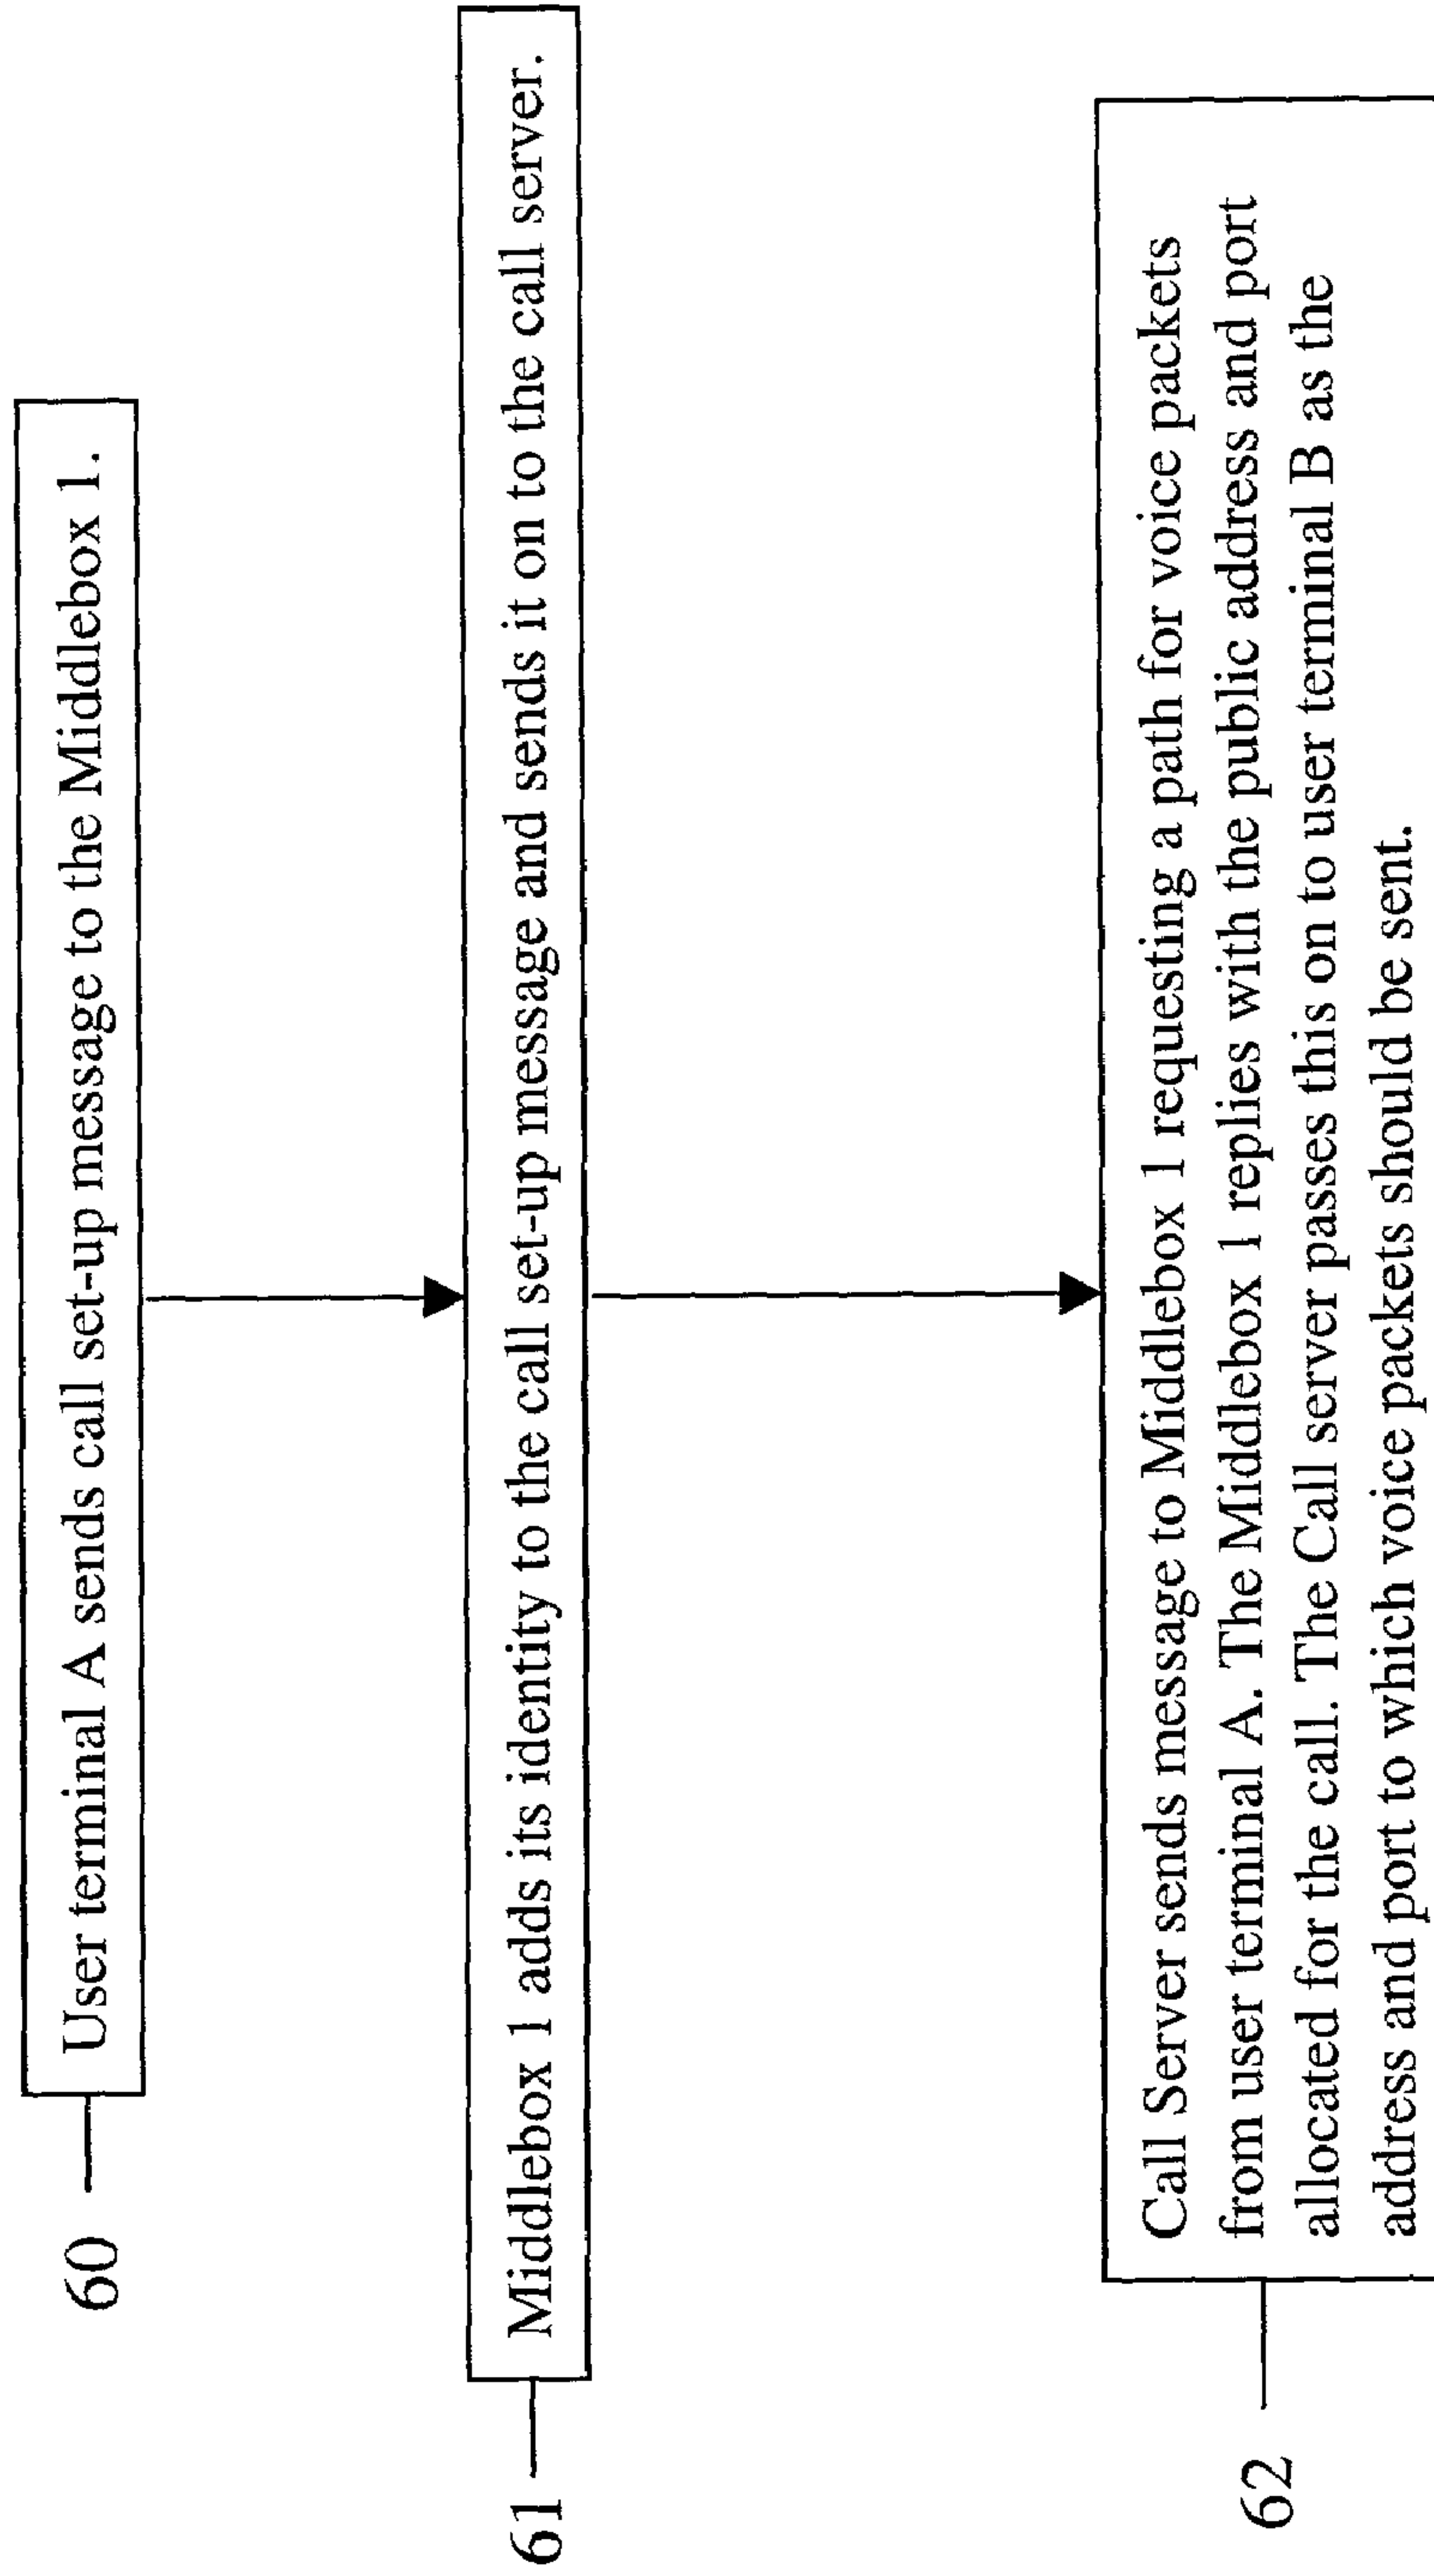 60
User terminal A sends call set-up message to the Middlebox 1.
61
Middlebox 1 adds its identity to the call set-up message and sends it on to the call server.
62
Call Server sends message to Middlebox 1 requesting a path for voice packets
from user terminal A. The Middlebox 1 replies with the public address and port
allocated for the call. The Call server passes this on to user terminal B as the
address and port to which voice packets should be sent.